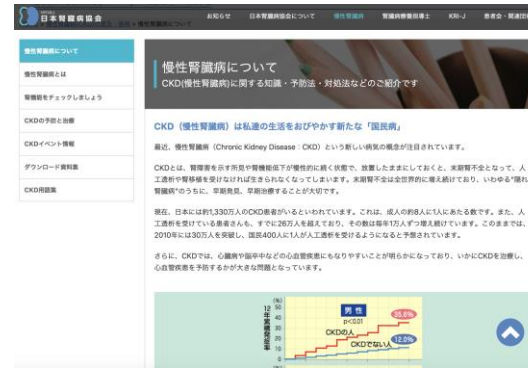 日本腎臓病協会
お知らせ
日本腎臓病協会について
慢性腎臓病
腎臓病療養指導士
KRI-J
慢性腎臓病について
慢性腎臓病について
慢性腎臓病とは
腎機能をチェックしましょう
CKDの予防と治療
CKDイベント情報
ダウンロード資料集
CKD用語集
慢性腎臓病について
CKD(慢性腎臓病)に関する知識・予防法・対処法などのご紹介です
CKD（慢性腎臓病）は私達の生活をおびやかす新たな「国民病」
最近、慢性腎臓病（Chronic Kidney Disease：CKD）という新しい病気の概念が注目されています。
CKDとは、腎障害を示す所見や腎機能低下が慢性的に続く状態で、放置したままにしておくと、末期腎不全となって、人
工透析や腎移植を受けなければ生きられなくなってしまいます。末期腎不全は全世界的に増え続けており、いわゆる"隠れ
腎臓病"のうちに、早期発見、早期治療することが大切です。
現在、日本には約1,330万人のCKD患者がいるといわれています。これは、成人の約8人に1人にあたる数です。また、人
工透析を受けている患者さんも、すでに26万人を超えており、その数は毎年1万人ずつ増え続けています。このままでは、
2010年には30万人を突破し、国民400人に1人が人工透析を受けるようになると予想されています。
さらに、CKDでは、心臓病や脳卒中などの心血管疾患にもなりやすいことが明らかになっており、いかにCKDを治療し、
心血管疾患を予防するかが大きな問題となっています。
(%)
50
40
30
20
10
0
12年累積発症率
男 性
p<0.01
35.6%
CKDの人
CKDでない人
12.0%
(%)